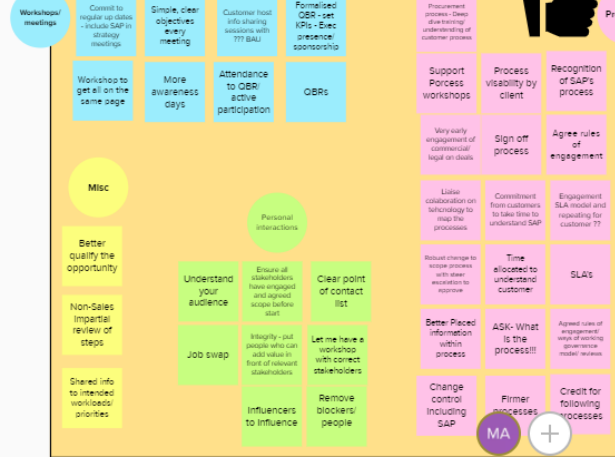 Workshops/
meetings
Commit to
regular up dates
- include SAP in
strategy
meetings
Simple, clear
objectives
every
meeting
Customer host
info sharing
sessions with
??? BAU
Formalised
QBR - set
KPIs - Exec
presence/
sponsorship
Workshop to
get all on the
same page
More
awareness
days
Attendance
to QBR/
active
participation
QBRs
Procurement
process - Deep
dive training/
understanding of
customer process
Pr
Support
Porcess
workshops
Process
visability by
client
Recognition
of SAP's
process
Very early
engagement of
commercial/
legal on deals
Sign off
process
Agree rules
of
engagement
Liaise
colaboration on
tehcnology to
map the
processes
Commitment
from customers
to take time to
understand SAP
Engagement
SLA model and
repeating for
customer ??
Robust change to
scope process
with steer
escalation to
approve
Time
allocated to
understand
customer
SLA's
Better Placed
information
within
process
ASK- What
is the
process!!!
Agreed rules of
engagement/
ways of working
governence
model/ reviews
Change
control
including
SAP
Firmer
processes
Credit for
following
processes
MA
Misc
Better
qualify the
opportunity
Non-Sales
impartial
review of
steps
Shared info
to intended
workloads/
priorities
Personal
interactions
Understand
your
audience
Ensure all
stakeholders
have engaged
and agreed
scope before
start
Clear point
of contact
list
Job swap
Integrity - put
people who can
add value in
front of relevant
stakeholders
Let me have a
workshop
with correct
stakeholders
Influencers
to influence
Remove
blockers/
people